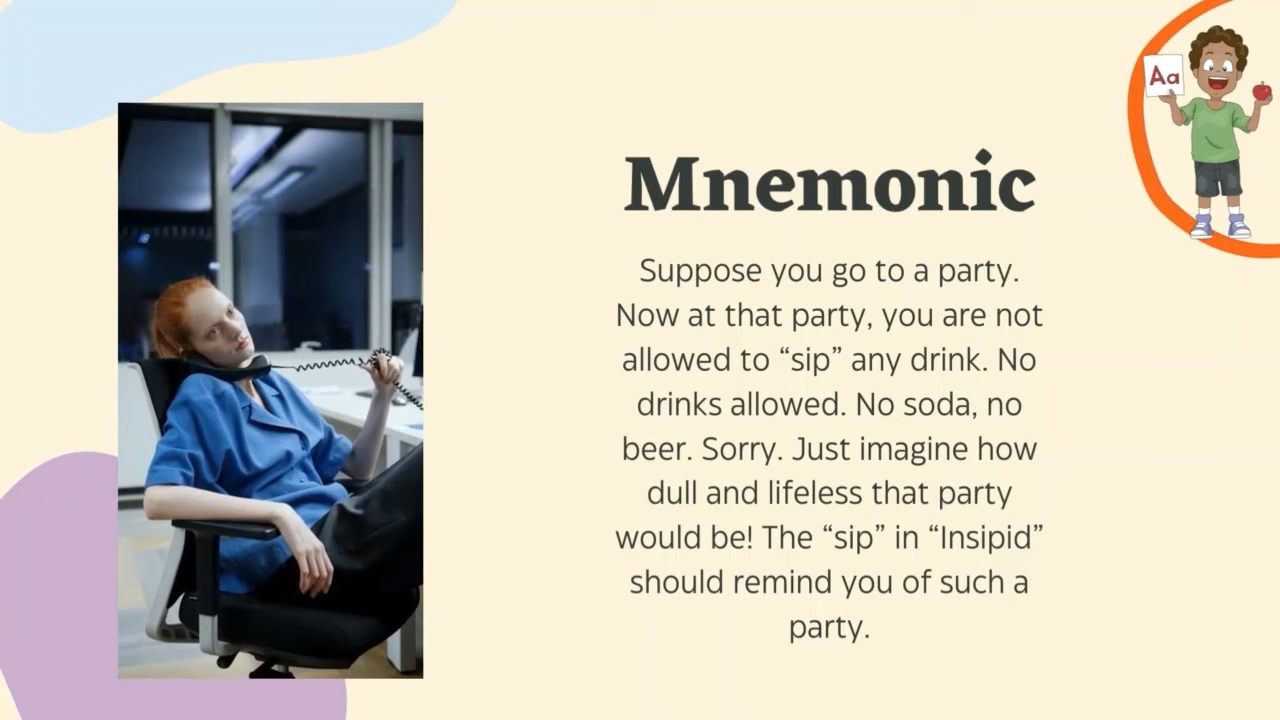 Aa
Mnemonic
Suppose you go to a party.
Now at that party, you are not
allowed to “sip” any drink. No
drinks allowed. No soda, no
beer. Sorry. Just imagine how
dull and lifeless that party
would be! The “sip” in “Insipid”
should remind you of such a
party.